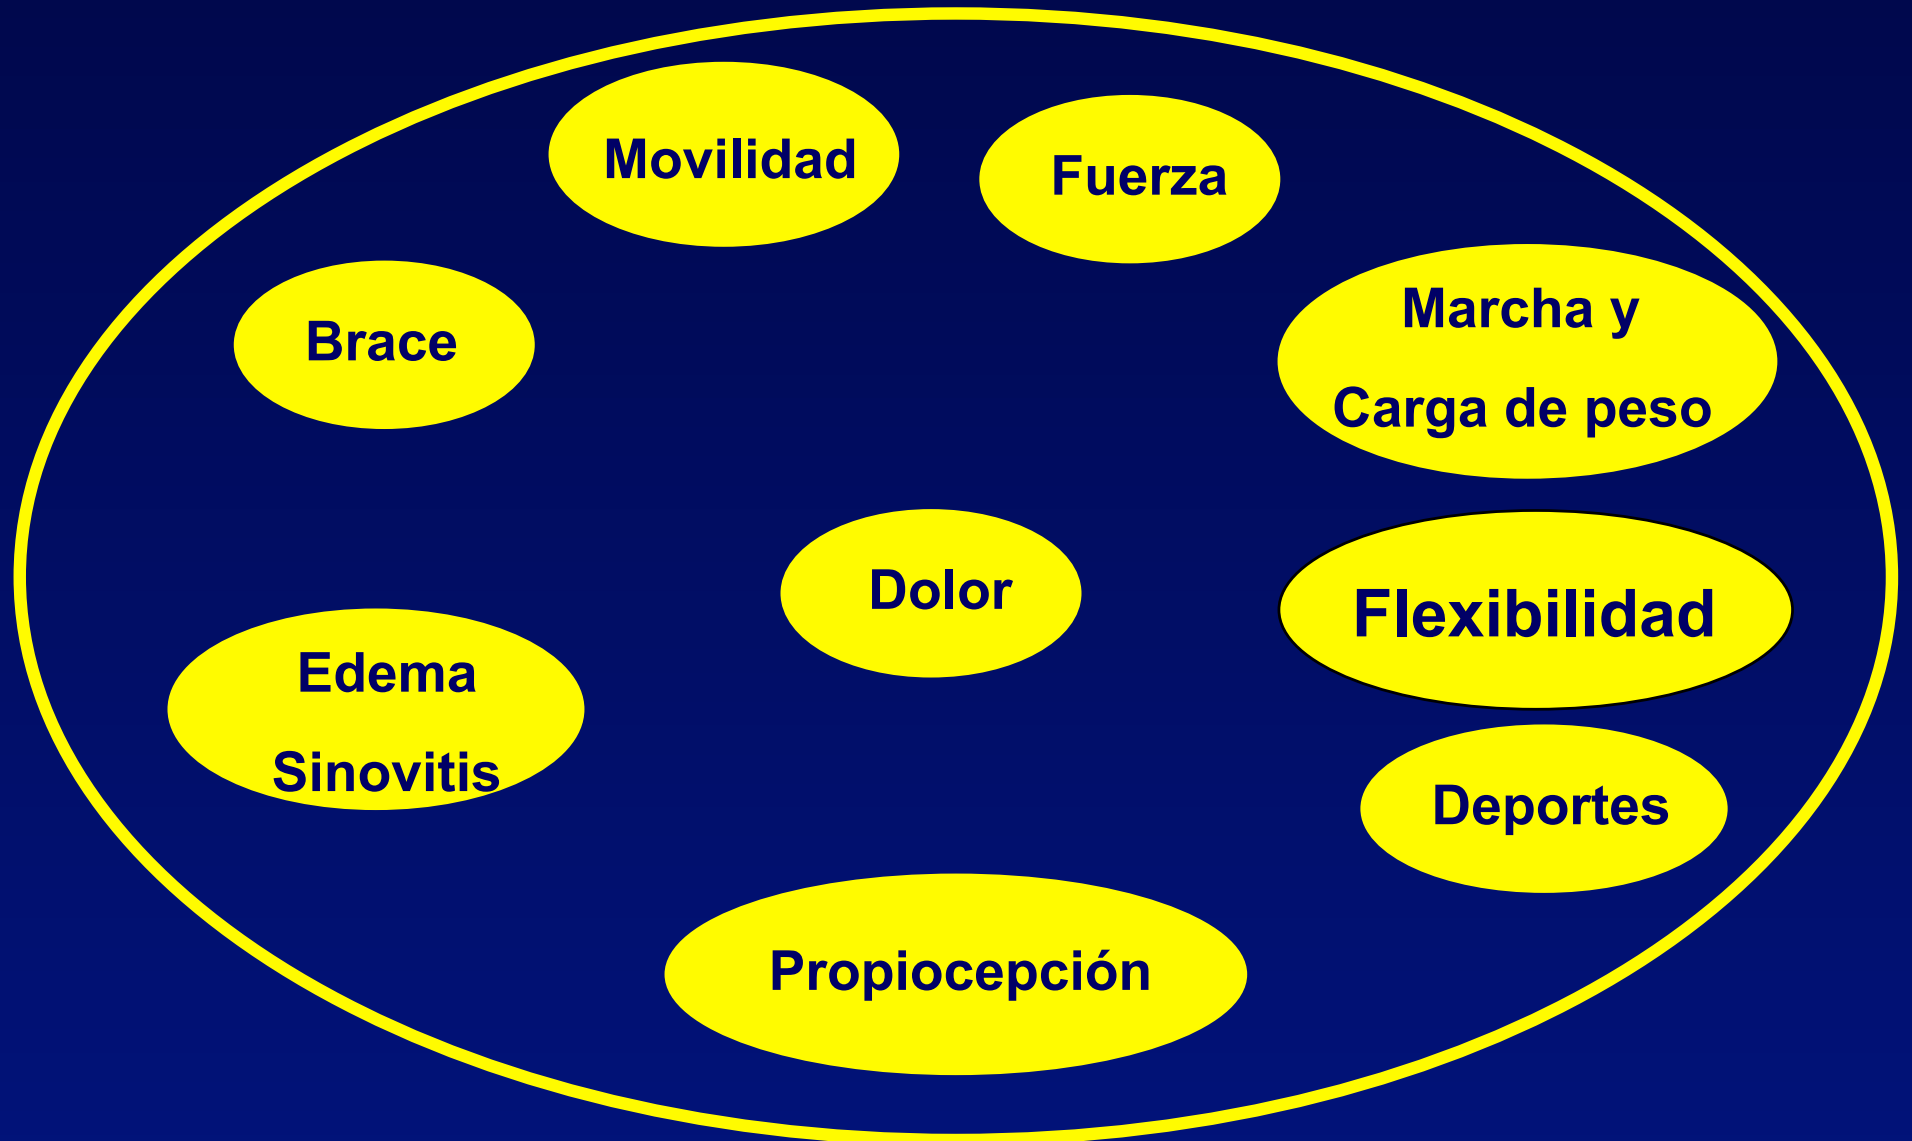 Movilidad
Fuerza
Brace
Marcha y
Carga de peso
Dolor
Flexibilidad
Edema
Sinovitis
Deportes
Propiocepción